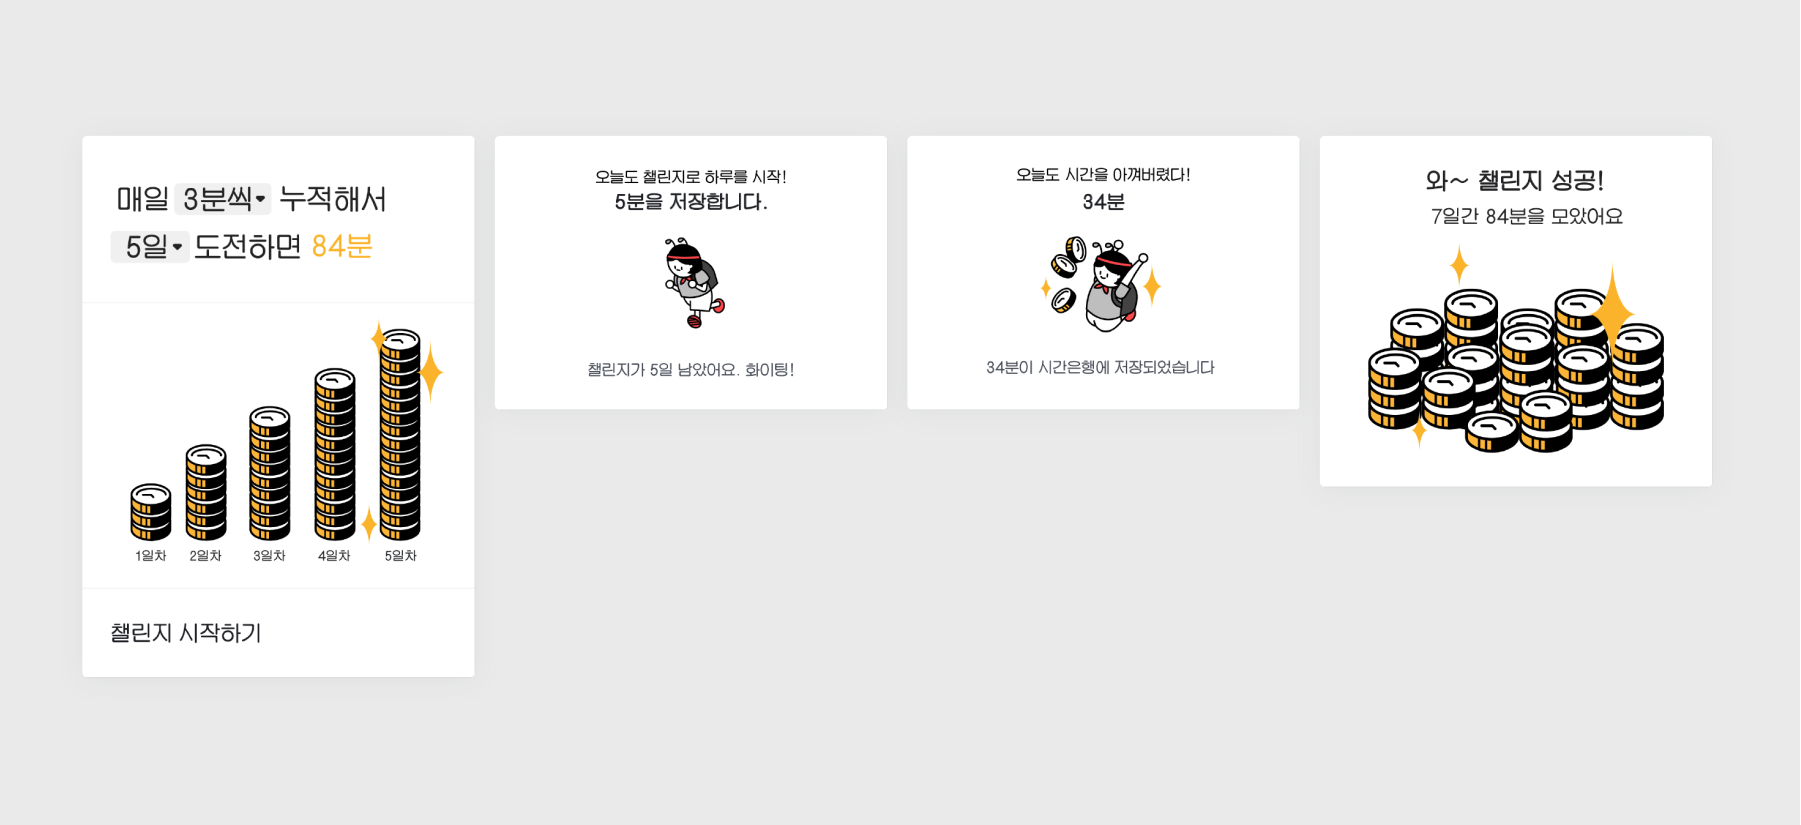 매일 3분씩 누적해서
5일 도전하면 84분
1일차 2일차 3일차 4일차 5일차
챌린지 시작하기
오늘도 챌린지로 하루를 시작!
5분을 저장합니다.
챌린지가 5일 남았어요. 화이팅!
오늘도 시간을 아껴버렸다!
34분
34분이 시간은행에 저장되었습니다
와~ 챌린지 성공!
7일간 84분을 모았어요